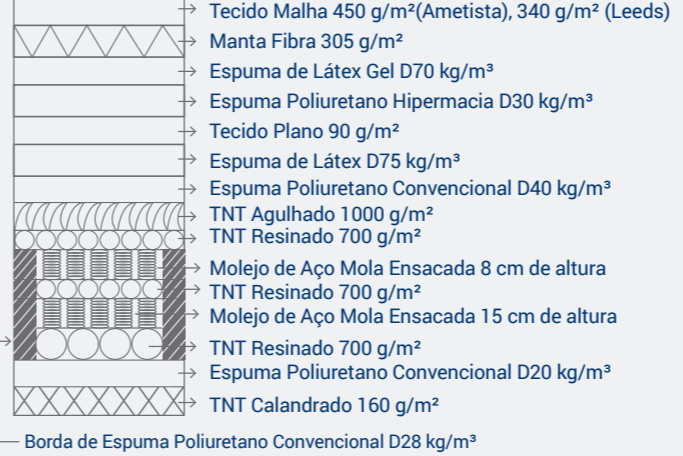 Tecido Malha 450 g/m²(Ametista), 340 g/m² (Leeds)
Manta Fibra 305 g/m²
Espuma de Látex Gel D70 kg/m³
Espuma Poliuretano Hipermacia D30 kg/m³
Tecido Plano 90 g/m²
Espuma de Látex D75 kg/m³
Espuma Poliuretano Convencional D40 kg/m³
TNT Agulhado 1000 g/m²
TNT Resinado 700 g/m²
Molejo de Aço Mola Ensacada 8 cm de altura
TNT Resinado 700 g/m²
Molejo de Aço Mola Ensacada 15 cm de altura
TNT Resinado 700 g/m²
Espuma Poliuretano Convencional D20 kg/m³
TNT Calandrado 160 g/m²
Borda de Espuma Poliuretano Convencional D28 kg/m³